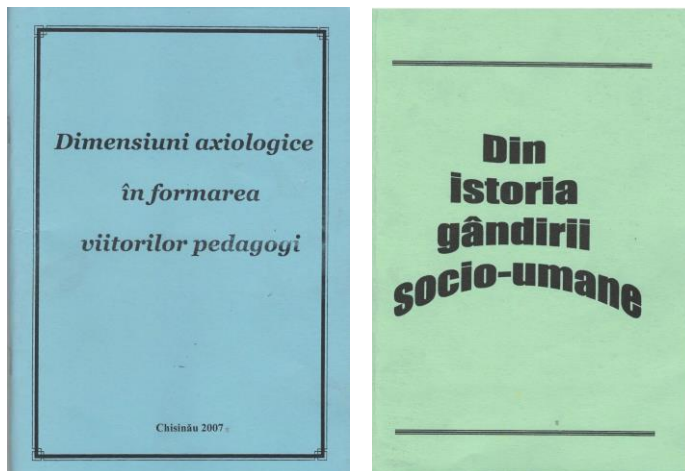 Dimensiuni axiologice
în formarea
viitorilor pedagogi
Chisinău 2007
Din
istoria
gândirii
socio-umane